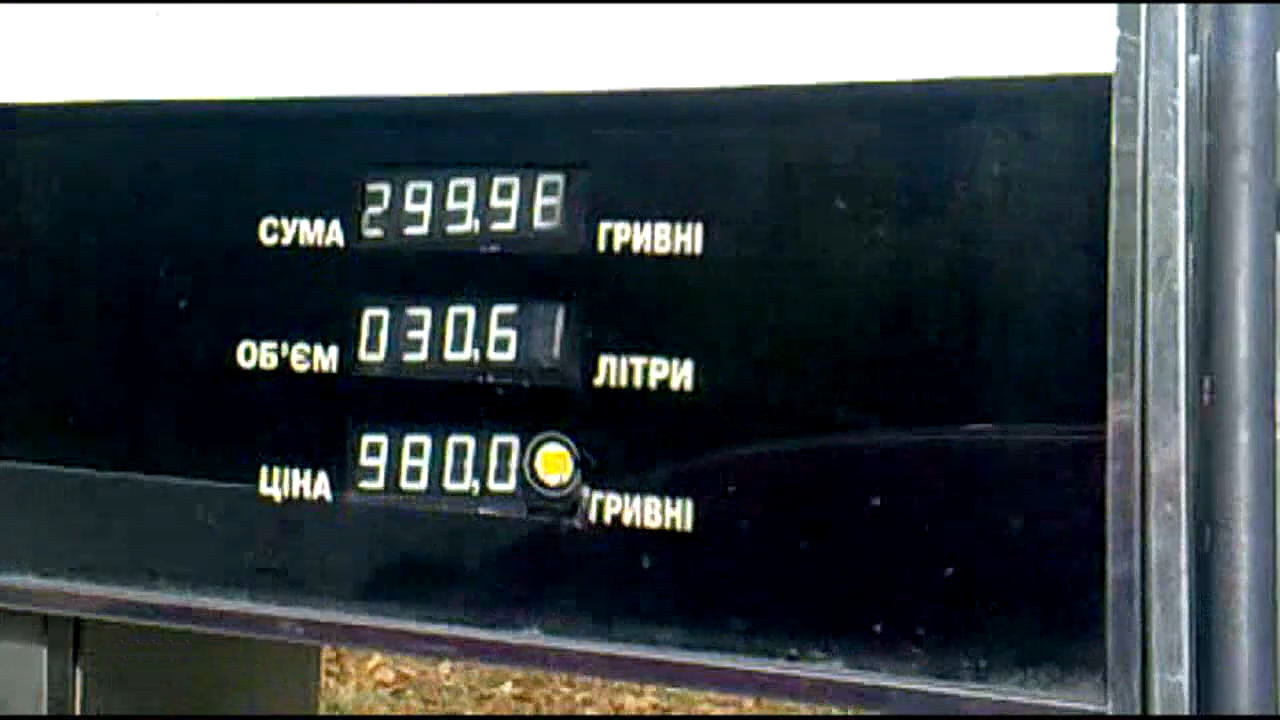 СУМА 299.98 ГРИВНІ
ОБ'ЄМ 030.61 ЛІТРИ
ЦІНА 980.0 ГРИВНІ